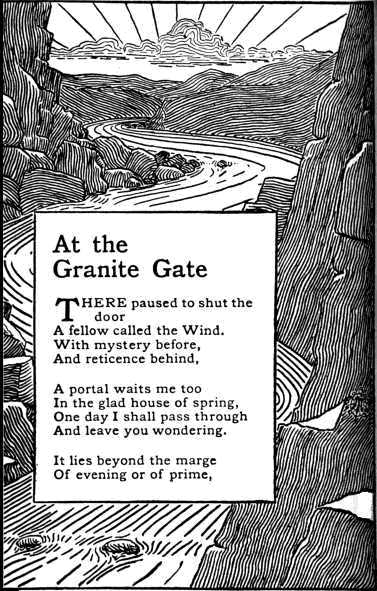 At the
Granite Gate
THERE paused to shut the
door
A fellow called the Wind.
With mystery before,
And reticence behind,
A portal waits me too
In the glad house of spring,
One day I shall pass through
And leave you wondering.
It lies beyond the marge
Of evening or of prime,